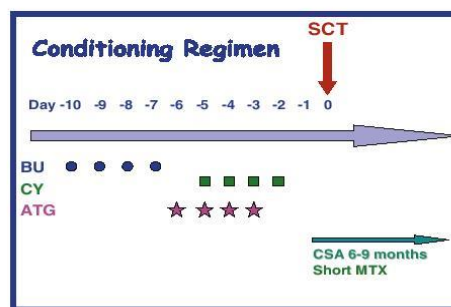 SCT
Conditioning Regimen
Day -10 -9 -8 -7 -6 -5 -4 -3 -2 -1 0
BU
CY
ATG
CSA 6-9 months
Short MTX